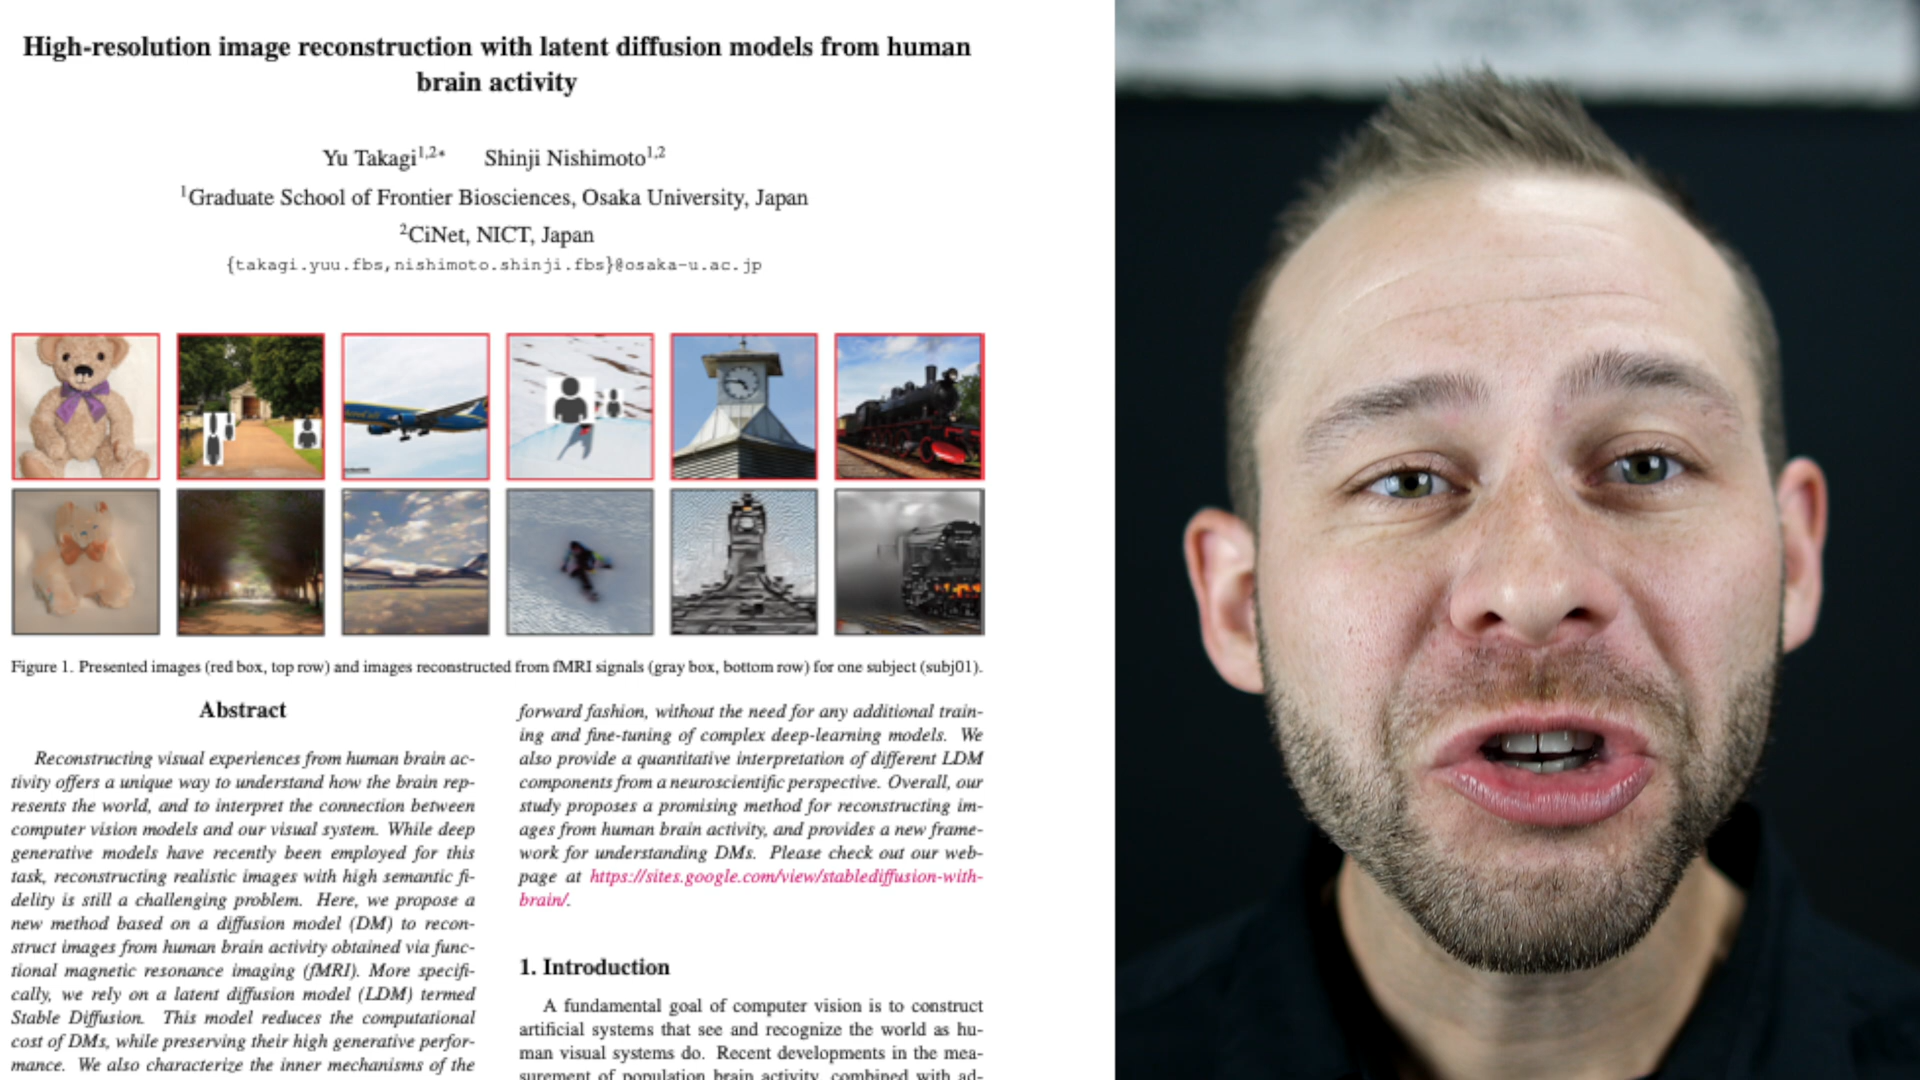 High-resolution image reconstruction with latent diffusion models from human
brain activity
Yu Takagi1,2* Shinji Nishimoto1,2
1Graduate School of Frontier Biosciences, Osaka University, Japan
2CiNet, NICT, Japan
{takagi.yuu.fbs,nishimoto.shinji.fbs}@osaka-u.ac.jp
Figure 1. Presented images (red box, top row) and images reconstructed from fMRI signals (gray box, bottom row) for one subject (subj01).
Abstract
Reconstructing visual experiences from human brain ac-
tivity offers a unique way to understand how the brain rep-
resents the world, and to interpret the connection between
computer vision models and our visual system. While deep
generative models have recently been employed for this
task, reconstructing realistic images with high semantic fi-
delity is still a challenging problem. Here, we propose a
new method based on a diffusion model (DM) to recon-
struct images from human brain activity obtained via func-
tional magnetic resonance imaging (fMRI). More specifi-
cally, we rely on a latent diffusion model (LDM) termed
Stable Diffusion. This model reduces the computational
cost of DMs, while preserving their high generative perfor-
mance. We also characterize the inner mechanisms of the
forward fashion, without the need for any additional train-
ing and fine-tuning of complex deep-learning models. We
also provide a quantitative interpretation of different LDM
components from a neuroscientific perspective. Overall, our
study proposes a promising method for reconstructing im-
ages from human brain activity, and provides a new frame-
work for understanding DMs. Please check out our web-
page at https://sites.google.com/view/stablediffusion-with-
brain/.
1. Introduction
A fundamental goal of computer vision is to construct
artificial systems that see and recognize the world as hu-
man visual systems do. Recent developments in the mea-
surement of population brain activity, combined with ad-